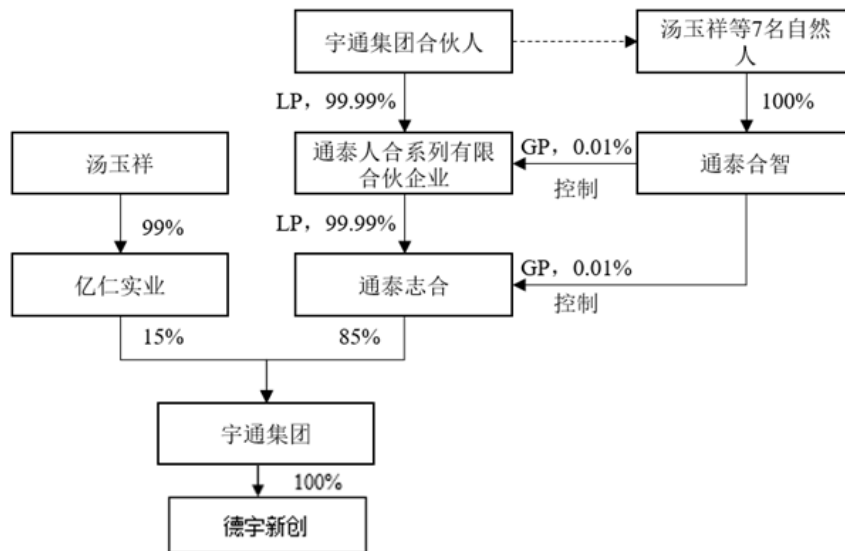 宇通集团合伙人
汤玉祥等7名自然
人
LP，99.99%
100%
汤玉祥
通泰人合系列有限
合伙企业
GP，0.01%
控制
通泰合智
99%
LP，99.99%
亿仁实业
通泰志合
GP，0.01%
控制
15%
85%
宇通集团
100%
德宇新创